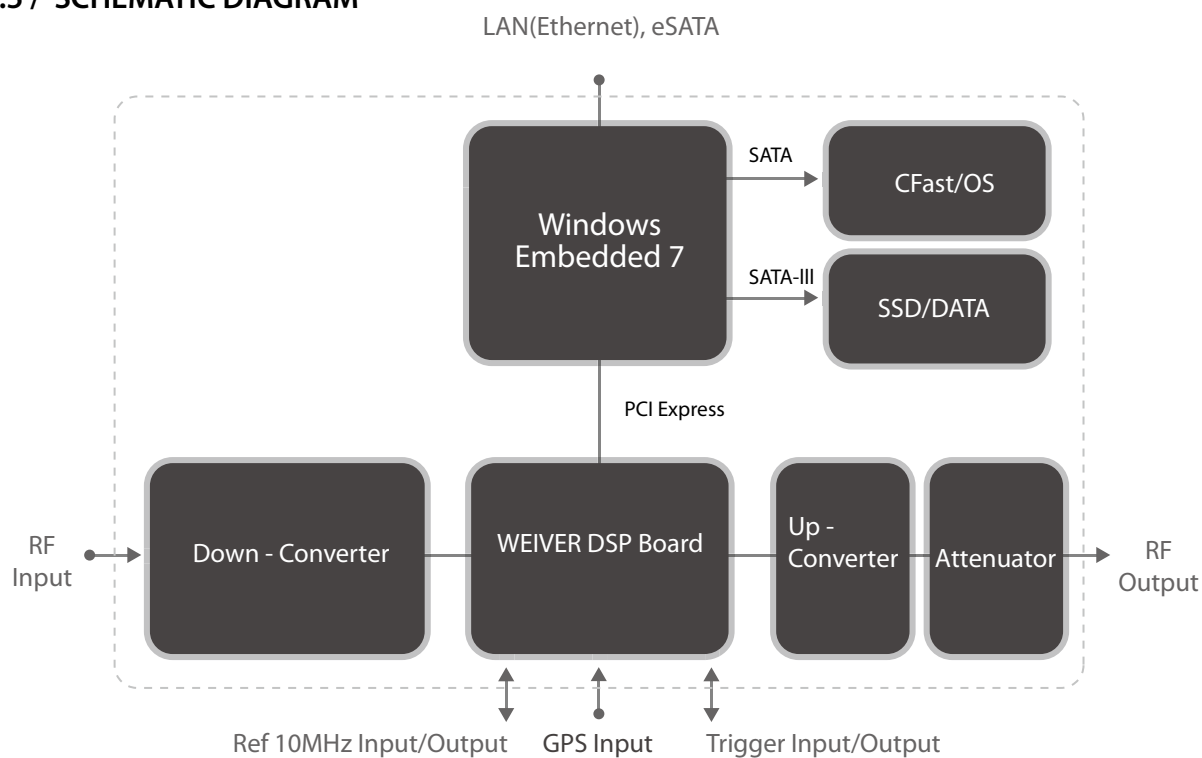 .5 / SCHEMATIC DIAGRAM
LAN(Ethernet), eSATA
SATA
CFast/OS
Windows
Embedded 7
SATA-III
SSD/DATA
PCI Express
RF
Input
Down - Converter
WEIVER DSP Board
Up -
Converter
Attenuator
RF
Output
Ref 10MHz Input/Output
GPS Input
Trigger Input/Output